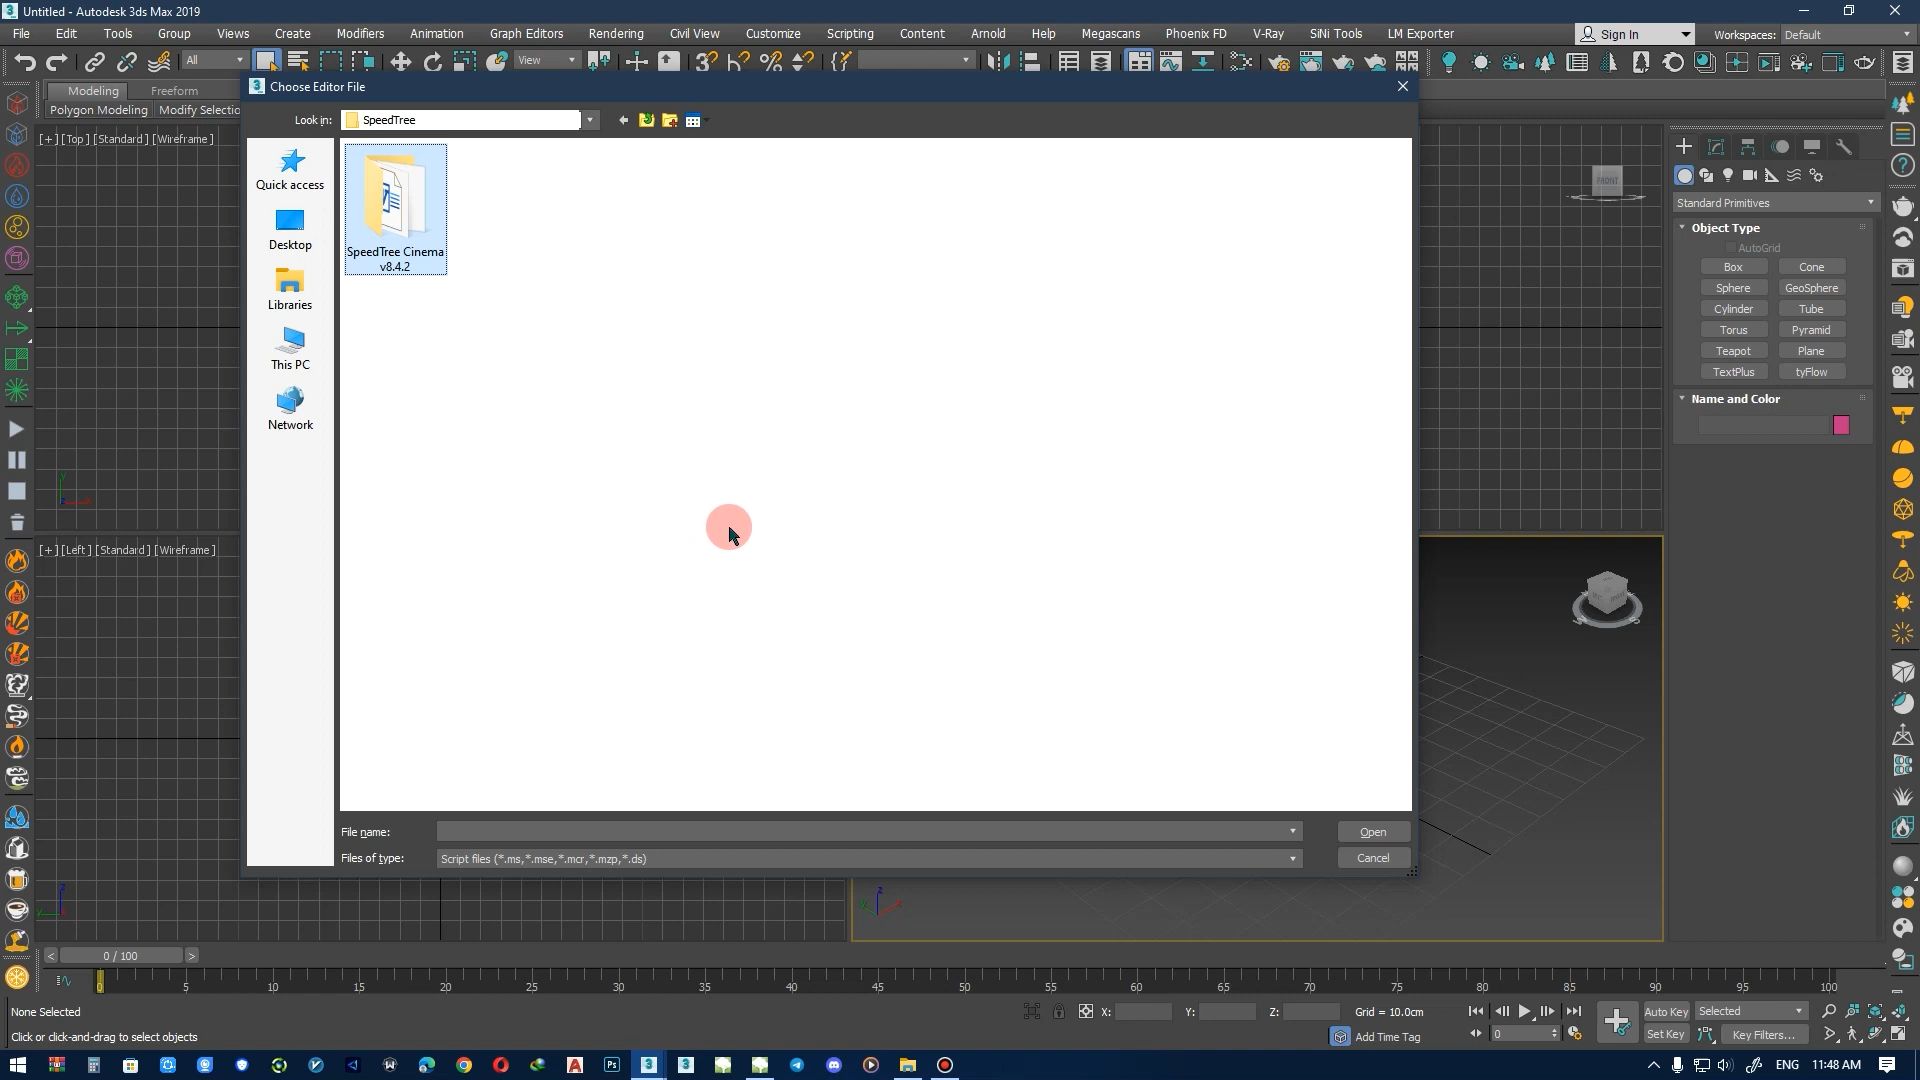 Untitled - Autodesk 3ds Max 2019
File Edit Tools Group Views Create Modifiers Animation Graph Editors Rendering Civil View Customize Scripting Content Arnold Help Megascans Phoenix FD V-Ray SiNi Tools LM Exporter
Sign In
Workspaces: Default
All
View
Modeling Freeform
Polygon Modeling Modify Selectio
Choose Editor File
Look in: SpeedTree
Quick access
Desktop
Libraries
This PC
Network
SpeedTree Cinema
v8.4.2
File name:
Open
Files of type: Script files (*.ms,*.mse,*.mcr,*.mzp,*.ds)
Cancel
[+] [Top] [Standard] [Wireframe]
[+] [Left] [Standard] [Wireframe]
FRONT
Standard Primitives
Object Type
AutoGrid
Box Cone
Sphere GeoSphere
Cylinder Tube
Torus Pyramid
Teapot Plane
TextPlus tyFlow
Name and Color
< 0 / 100 >
0 5 10 15 20 25 30 35 40 45 50 55 60 65 70 75 80 85 90 95 100
None Selected
X: Y: Z: Grid = 10.0cm
Auto Key Selected
Click or click-and-drag to select objects
Add Time Tag
0
Set Key Key Filters...
ENG 11:48 AM